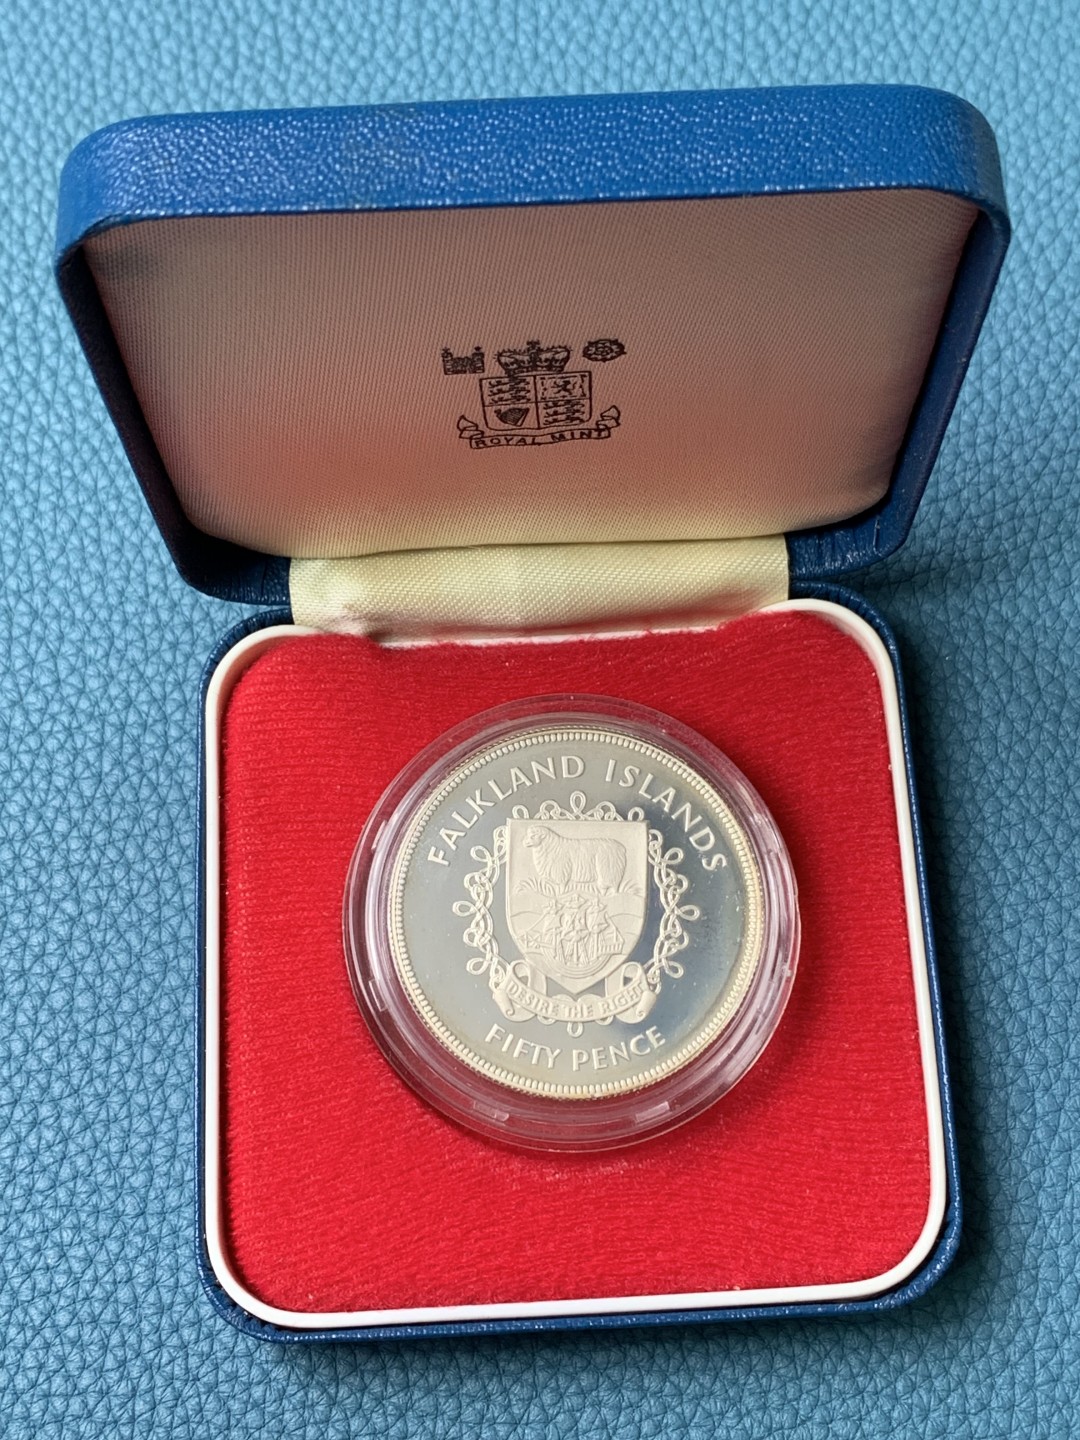 ROYAL MINT
FALKLAND ISLANDS
DESIRE THE RIGHT
FIFTY PENCE